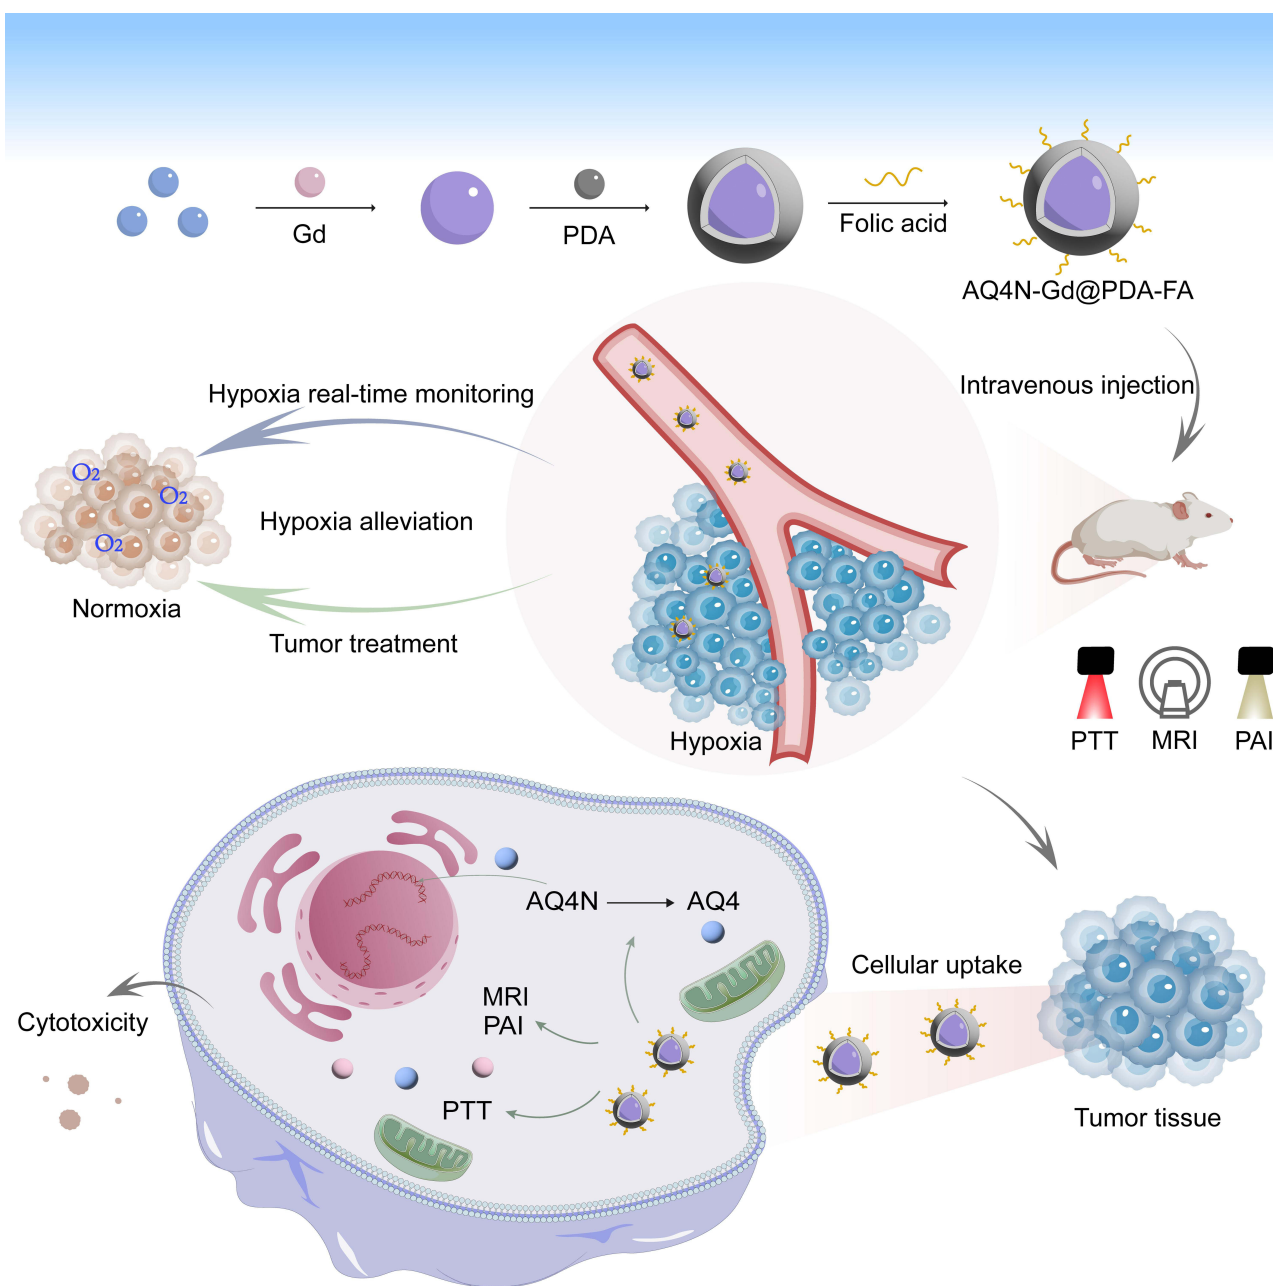 Gd
PDA
Folic acid
AQ4N-Gd@PDA-FA
Intravenous injection
Hypoxia real-time monitoring
O2
O2
O2
Hypoxia alleviation
Normoxia
Tumor treatment
Hypoxia
PTT
MRI
PAI
AQ4N
AQ4
Cellular uptake
MRI
PAI
Cytotoxicity
PTT
Tumor tissue